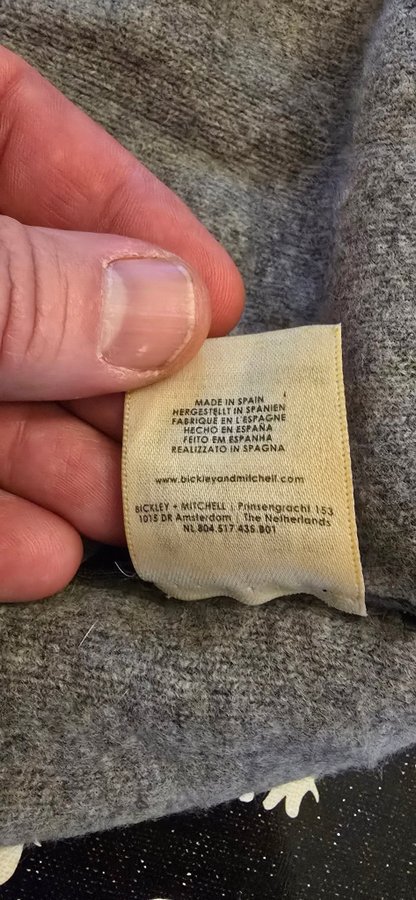 MADE IN SPAIN
HERGESTELLT IN SPANIEN
FABRIQUE EN L'ESPAGNE
HECHO EN ESPAÑA
FEITO EM ESPANHA
REALIZZATO IN SPAGNA
www.bickleyandmitchell.com
BICKLEY + MITCHELL | Prinsengracht 153
1015 DR Amsterdam | The Netherlands
NL 804.517.435.B01